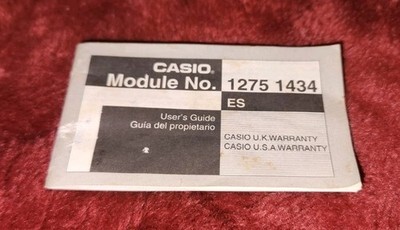 CASIO
Module No. 1275 1434
ES
User's Guide
Guía del propietario
CASIO U.K.WARRANTY
CASIO U.S.A.WARRANTY